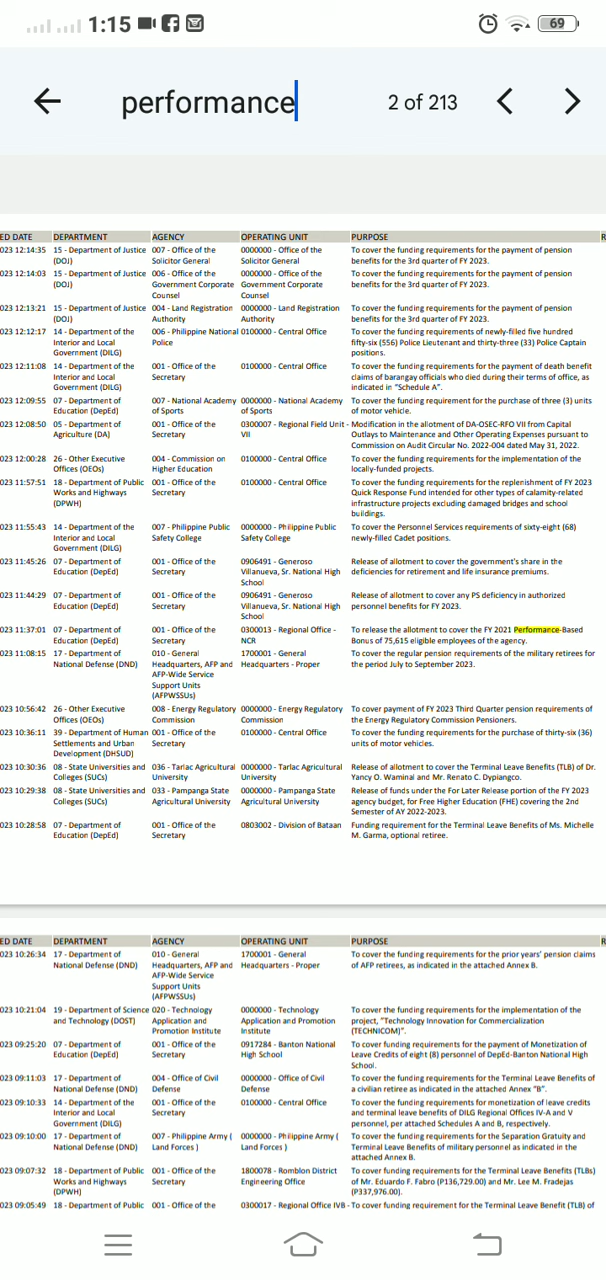 1:15 69
performance 2 of 213
ED DATE DEPARTMENT AGENCY OPERATING UNIT PURPOSE R
023 12:14:35 15 - Department of Justice 007 - Office of the 0000000 - Office of the To cover the funding requirements for the payment of pension
(DOJ) Solicitor General Solicitor General benefits for the 3rd quarter of FY 2023.
023 12:14:03 15 - Department of Justice 006 - Office of the 0000000 - Office of the To cover the funding requirements for the payment of pension
(DOJ) Government Corporate Government Corporate benefits for the 3rd quarter of FY 2023.
Counsel Counsel
023 12:13:21 15 - Department of Justice 004 - Land Registration 0000000 - Land Registration To cover the funding requirements for the payment of pension
(DOJ) Authority Authority benefits for the 3rd quarter of FY 2023.
023 12:12:17 14 - Department of the 006 - Philippine National 0100000 - Central Office To cover the funding requirements of newly-filled five hundred
Interior and Local Police fifty-six (556) Police Lieutenant and thirty-three (33) Police Captain
Government (DILG) positions.
023 12:11:08 14 - Department of the 001 - Office of the 0100000 - Central Office To cover the funding requirements for the payment of death benefit
Interior and Local Secretary claims of barangay officials who died during their terms of office, as
Government (DILG) indicated in "Schedule A".
023 12:09:55 07 - Department of 007 - National Academy 0000000 - National Academy To cover the funding requirement for the purchase of three (3) units
Education (DepEd) of Sports of Sports of motor vehicle.
023 12:08:50 05 - Department of 001 - Office of the 0300007 - Regional Field Unit - Modification in the allotment of DA-OSEC-RFO VII from Capital
Agriculture (DA) Secretary VII Outlays to Maintenance and Other Operating Expenses pursuant to
Commission on Audit Circular No. 2022-004 dated May 31, 2022.
023 12:00:28 26 - Other Executive 004 - Commission on 0100000 - Central Office To cover the funding requirements for the implementation of the
Offices (OEOs) Higher Education locally-funded projects.
023 11:57:51 18 - Department of Public 001 - Office of the 0100000 - Central Office To cover the funding requirements for the replenishment of FY 2023
Works and Highways Secretary Quick Response Fund intended for other types of calamity-related
(DPWH) infrastructure projects excluding damaged bridges and school
buildings.
023 11:55:43 14 - Department of the 007 - Philippine Public 0000000 - Philippine Public To cover the Personnel Services requirements of sixty-eight (68)
Interior and Local Safety College Safety College newly-filled Cadet positions.
Government (DILG)
023 11:45:26 07 - Department of 001 - Office of the 0906491 - Generoso Release of allotment to cover the government's share in the
Education (DepEd) Secretary Villanueva, Sr. National High deficiencies for retirement and life insurance premiums.
School
023 11:44:29 07 - Department of 001 - Office of the 0906491 - Generoso Release of allotment to cover any PS deficiency in authorized
Education (DepEd) Secretary Villanueva, Sr. National High personnel benefits for FY 2023.
School
023 11:37:01 07 - Department of 001 - Office of the 0300013 - Regional Office - To release the allotment to cover the FY 2021 Performance-Based
Education (DepEd) Secretary NCR Bonus of 75,615 eligible employees of the agency.
023 11:08:15 17 - Department of 010 - General 1700001 - General To cover the regular pension requirements of the military retirees for
National Defense (DND) Headquarters, AFP and Headquarters - Proper the period July to September 2023.
AFP-Wide Service
Support Units
(AFPWSSUs)
023 10:56:42 26 - Other Executive 008 - Energy Regulatory 0000000 - Energy Regulatory To cover payment of FY 2023 Third Quarter pension requirements of
Offices (OEOs) Commission Commission the Energy Regulatory Commission Pensioners.
023 10:36:11 39 - Department of Human 001 - Office of the 0100000 - Central Office To cover the funding requirements for the purchase of thirty-six (36)
Settlements and Urban Secretary units of motor vehicles.
Development (DHSUD)
023 10:30:36 08 - State Universities and 036 - Tarlac Agricultural 0000000 - Tarlac Agricultural Release of allotment to cover the Terminal Leave Benefits (TLB) of Dr.
Colleges (SUCs) University University Yancy O. Waminal and Mr. Renato C. Dypiangco.
023 10:29:38 08 - State Universities and 033 - Pampanga State 0000000 - Pampanga State Release of funds under the For Later Release portion of the FY 2023
Colleges (SUCs) Agricultural University Agricultural University agency budget, for Free Higher Education (FHE) covering the 2nd
Semester of AY 2022-2023.
023 10:28:58 07 - Department of 001 - Office of the 0803002 - Division of Bataan Funding requirement for the Terminal Leave Benefits of Ms. Michelle
Education (DepEd) Secretary M. Garma, optional retiree.
ED DATE DEPARTMENT AGENCY OPERATING UNIT PURPOSE R
023 10:26:34 17 - Department of 010 - General 1700001 - General To cover the funding requirements for the prior years' pension claims
National Defense (DND) Headquarters, AFP and Headquarters - Proper of AFP retirees, as indicated in the attached Annex B.
AFP-Wide Service
Support Units
(AFPWSSUs)
023 10:21:04 19 - Department of Science 020 - Technology 0000000 - Technology To cover the funding requirements for the implementation of the
and Technology (DOST) Application and Application and Promotion project, "Technology Innovation for Commercialization
Promotion Institute Institute (TECHNICOM)".
023 09:25:20 07 - Department of 001 - Office of the 0917284 - Banton National To cover funding requirements for the payment of Monetization of
Education (DepEd) Secretary High School Leave Credits of eight (8) personnel of DepEd-Banton National High
School.
023 09:11:03 17 - Department of 004 - Office of Civil 0000000 - Office of Civil To cover the funding requirements for the Terminal Leave Benefits of
National Defense (DND) Defense Defense a civilian retiree as indicated in the attached Annex "B".
023 09:10:33 14 - Department of the 001 - Office of the 0100000 - Central Office To cover the funding requirements for monetization of leave credits
Interior and Local Secretary and terminal leave benefits of DILG Regional Offices IV-A and V
Government (DILG) personnel, per attached Schedules A and B, respectively.
023 09:10:00 17 - Department of 007 - Philippine Army ( 0000000 - Philippine Army ( To cover the funding requirements for the Separation Gratuity and
National Defense (DND) Land Forces ) Land Forces ) Terminal Leave Benefits of military personnel as indicated in the
attached Annex B.
023 09:07:32 18 - Department of Public 001 - Office of the 1800078 - Romblon District To cover funding requirements for the Terminal Leave Benefits (TLBs)
Works and Highways Secretary Engineering Office of Mr. Eduardo F. Fabro (P136,729.00) and Mr. Lee M. Fradejas
(DPWH) (P337,976.00).
023 09:05:49 18 - Department of Public 001 - Office of the 0300017 - Regional Office IVB - To cover funding requirement for the Terminal Leave Benefit (TLB) of